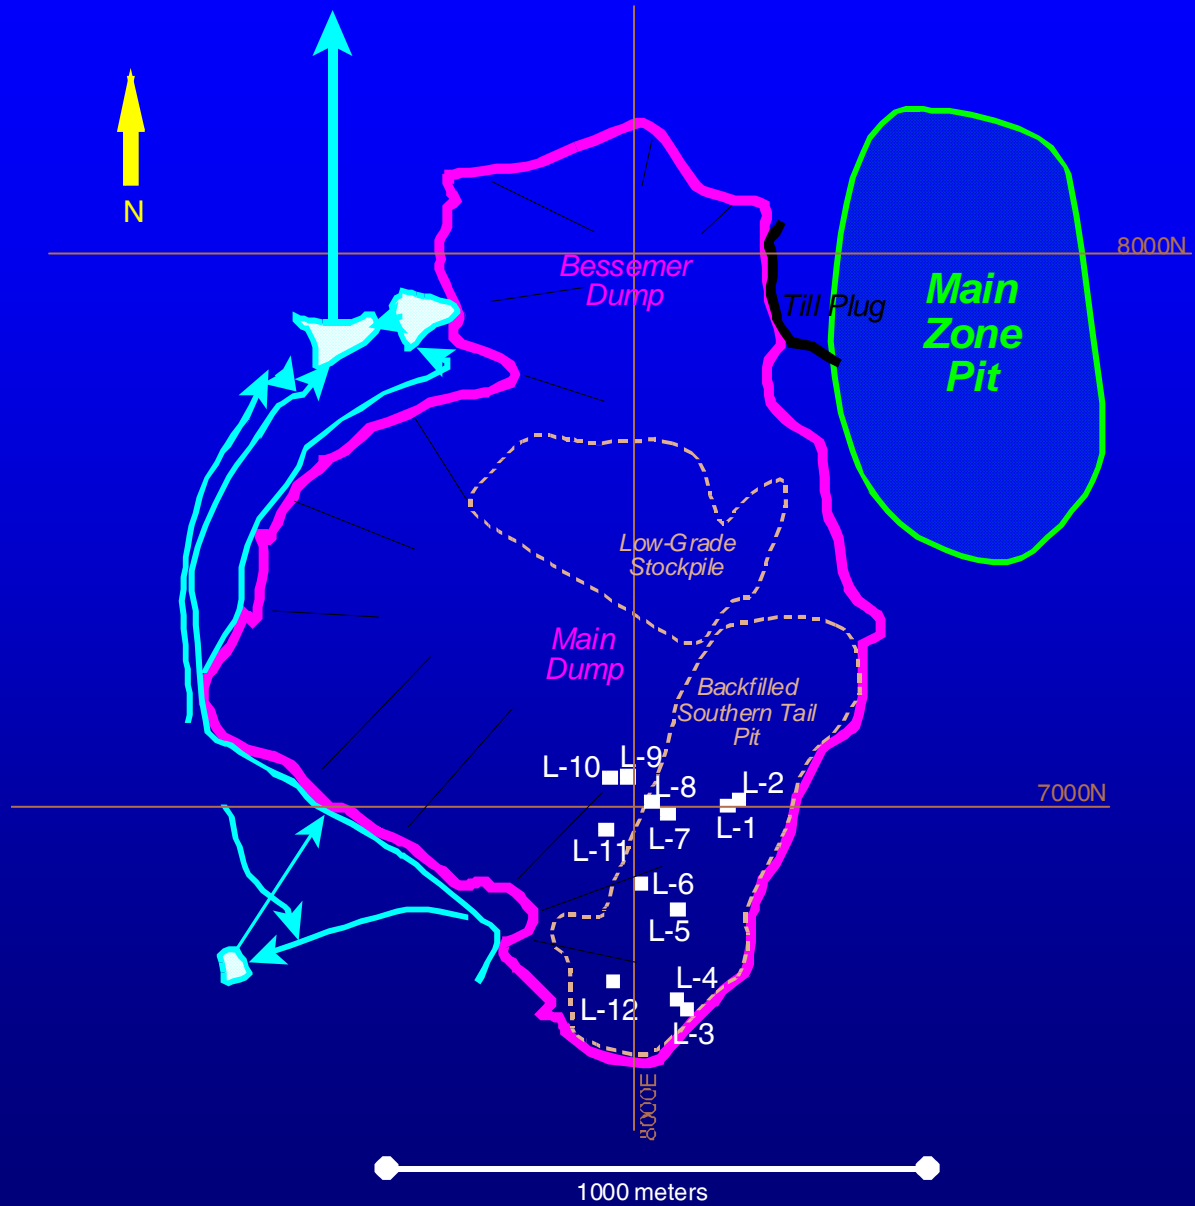 N
8000N
Bessemer
Dump
Till Plug
Main
Zone
Pit
Low-Grade
Stockpile
Main
Dump
Backfilled
Southern Tail
Pit
L-9
L-10
L-2
L-8
7000N
L-1
L-7
L-11
L-6
L-5
L-4
L-12
L-3
8000E
1000 meters